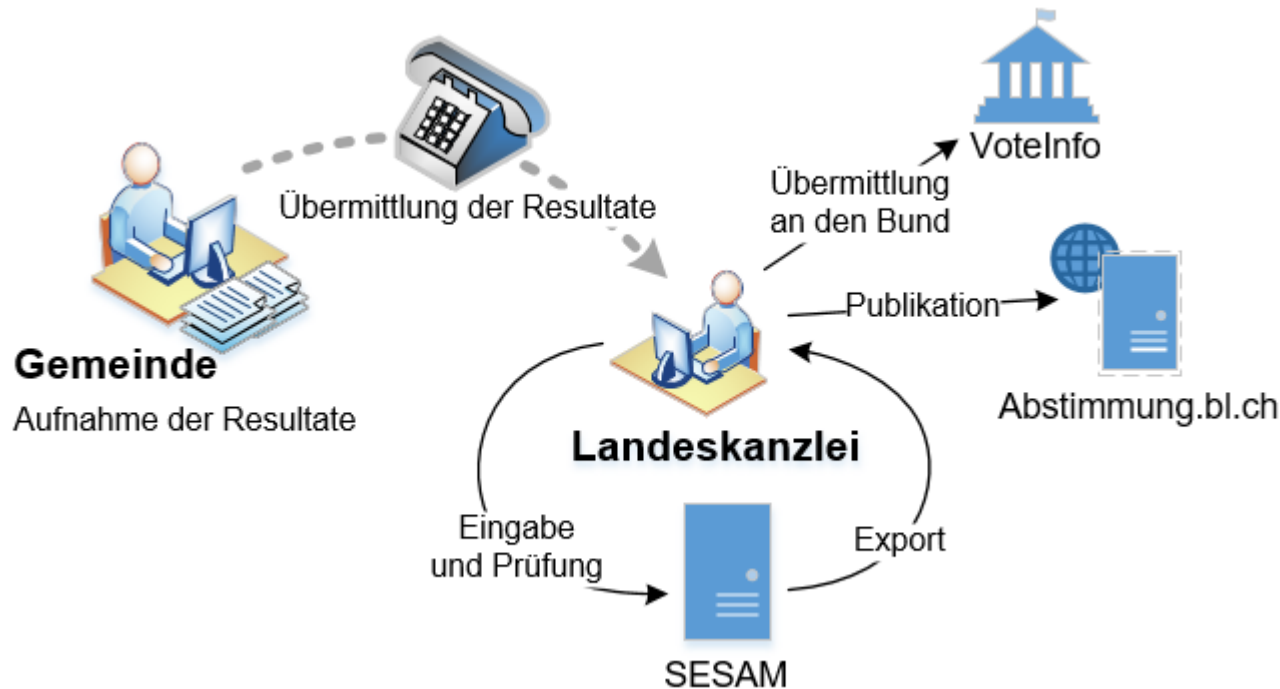 VoteInfo
Übermittlung der Resultate
Übermittlung
an den Bund
Publikation
Gemeinde
Aufnahme der Resultate
Abstimmung.bl.ch
Landeskanzlei
Eingabe
und Prüfung
Export
SESAM